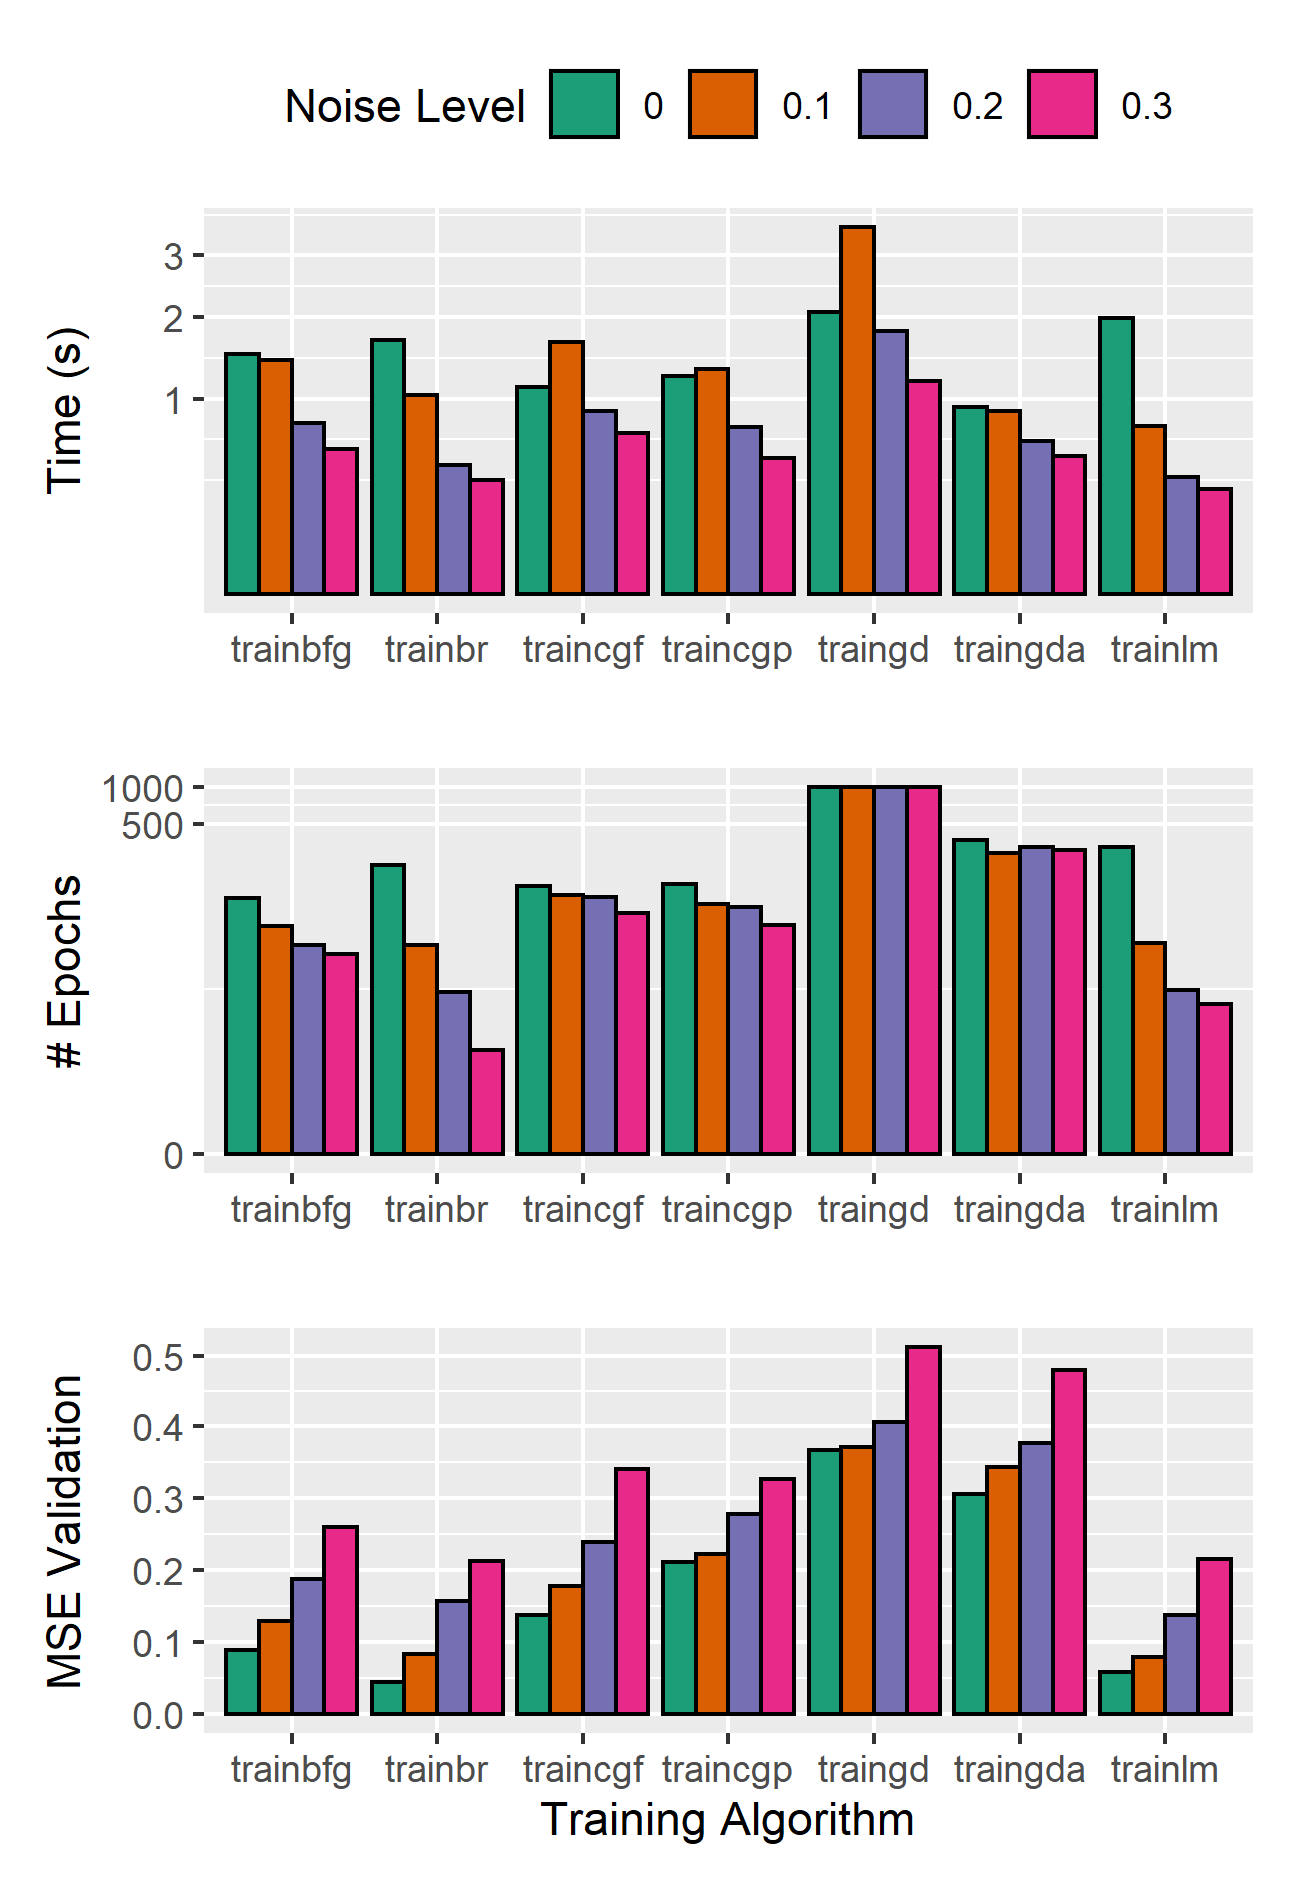 Noise Level 0 0.1 0.2 0.3
Time (s)
3
2
1
trainbfg trainbr traincgf traincgp traingd traingda trainlm
# Epochs
1000
500
0
trainbfg trainbr traincgf traincgp traingd traingda trainlm
MSE Validation
0.5
0.4
0.3
0.2
0.1
0.0
trainbfg trainbr traincgf traincgp traingd traingda trainlm
Training Algorithm